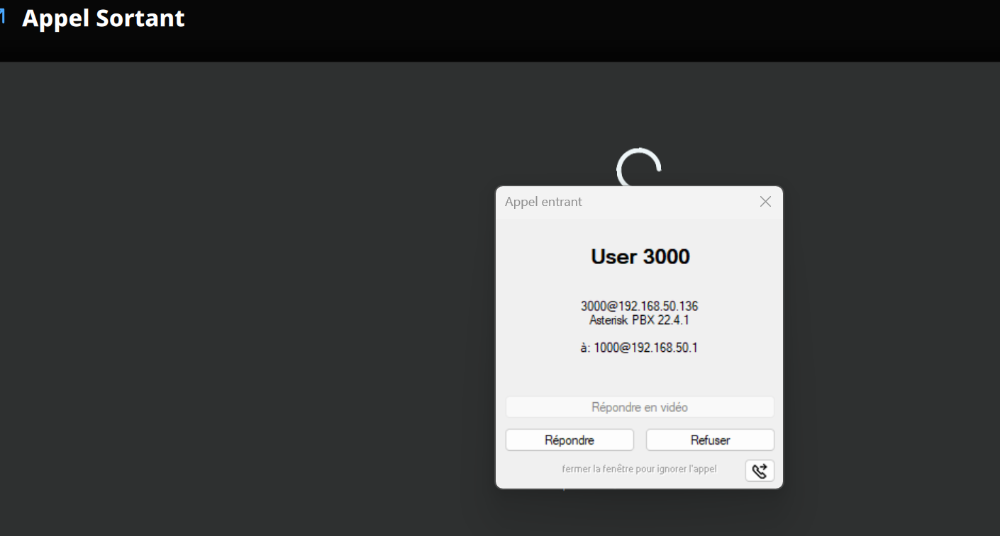 Appel Sortant
Appel entrant
User 3000
3000@192.168.50.136
Asterisk PBX 22.4.1
à: 1000@192.168.50.1
Répondre en vidéo
Répondre
Refuser
fermer la fenêtre pour ignorer l'appel